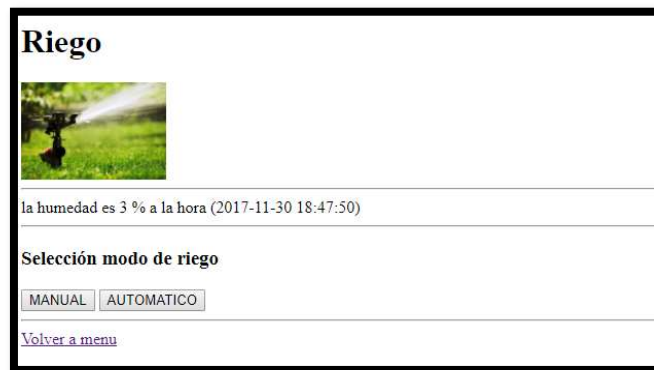 Riego
la humedad es 3 % a la hora (2017-11-30 18:47:50)
Selección modo de riego
MANUAL AUTOMATICO
Volver a menu